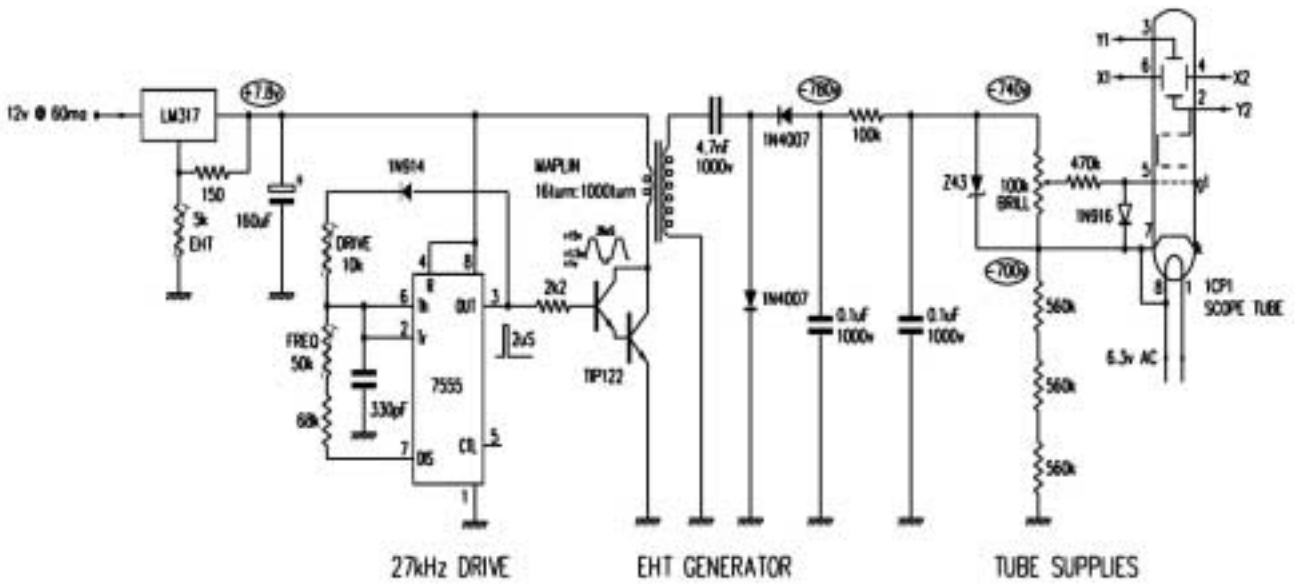 12v @ 60ma
LM317
+7.8v
150
5k
EHT
160uF
+
1N914
DRIVE
10k
FREQ
50k
68k
330pF
4
8
R
6
Th
OUT
3
2
Tr
7555
CTL
5
7
DIS
1
2uS
2k2
TIP122
MAPLIN
16turn:1000turn
4.7nF
1000v
1N4007
1N4007
-780v
100k
0.1uF
1000v
0.1uF
1000v
-740v
Z43
100k
BRILL
470k
1N916
-700v
560k
560k
560k
Y1
3
X1
6
4
X2
2
Y2
5
7
8
1
1CP1
SCOPE TUBE
6.3v AC
27kHz DRIVE
EHT GENERATOR
TUBE SUPPLIES